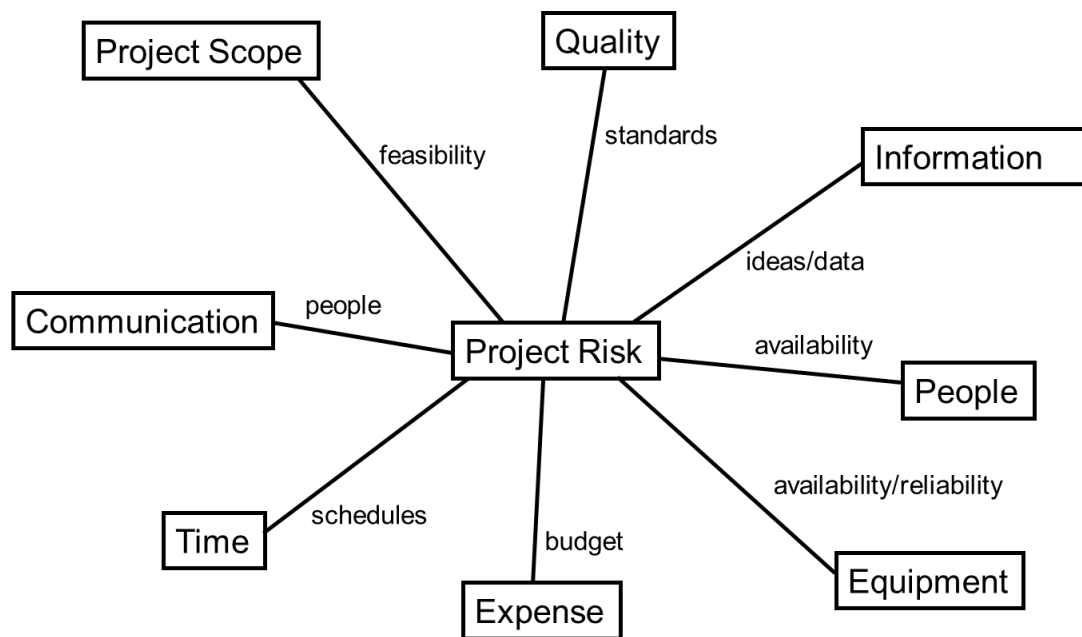 Project Scope
Quality
standards
feasibility
Information
ideas/data
Communication
people
Project Risk
availability
People
availability/reliability
schedules
Time
budget
Equipment
Expense